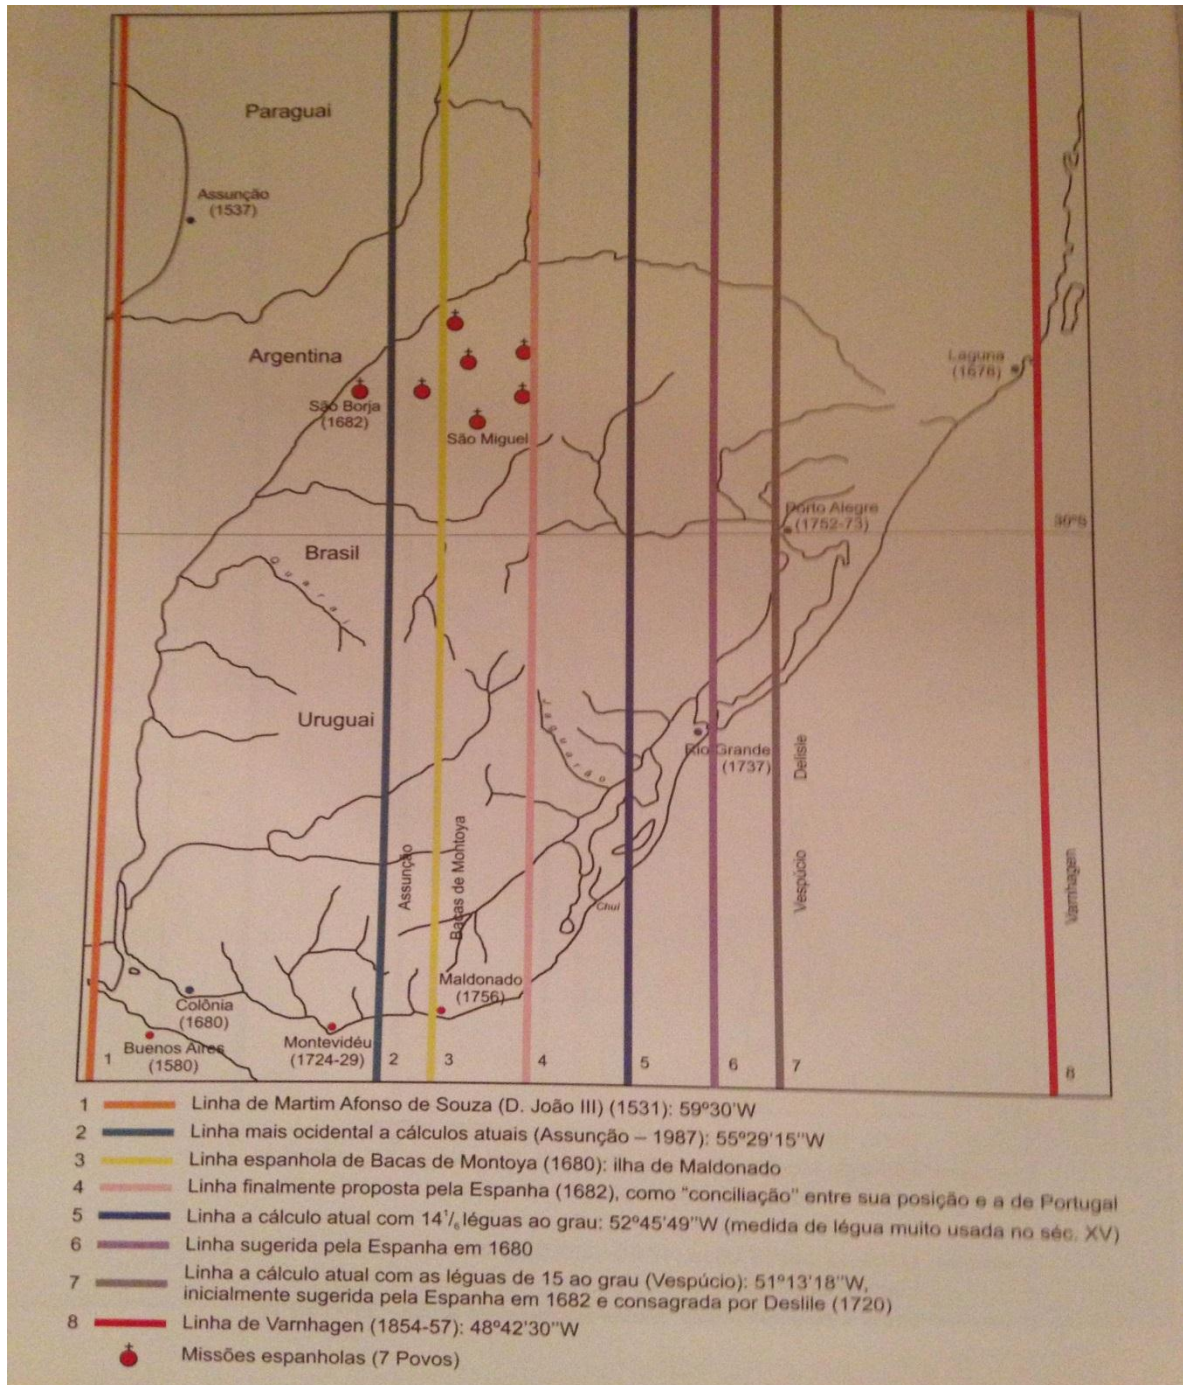 Paraguai
Assunção
(1537)
Argentina
São Borja
(1682)
São Miguel
Laguna
(1678)
Porto Alegre
(1752-73)
30ºS
Brasil
Quaraí
Uruguai
Jaguarão
Rio Grande
(1737)
Delisle
Vespúcio
Varnhagen
Assunção
Bacas de Montoya
Chuí
Maldonado
(1756)
Colônia
(1680)
Buenos Aires
(1580)
Montevidéu
(1724-29)
1
2
3
4
5
6
7
8
1 Linha de Martim Afonso de Souza (D. João III) (1531): 59º30'W
2 Linha mais ocidental a cálculos atuais (Assunção – 1987): 55º29'15"W
3 Linha espanhola de Bacas de Montoya (1680): ilha de Maldonado
4 Linha finalmente proposta pela Espanha (1682), como "conciliação" entre sua posição e a de Portugal
5 Linha a cálculo atual com 14¹/₆ léguas ao grau: 52º45'49"W (medida de légua muito usada no séc. XV)
6 Linha sugerida pela Espanha em 1680
7 Linha a cálculo atual com as léguas de 15 ao grau (Vespúcio): 51º13'18"W,
inicialmente sugerida pela Espanha em 1682 e consagrada por Deslile (1720)
8 Linha de Varnhagen (1854-57): 48º42'30"W
Missões espanholas (7 Povos)